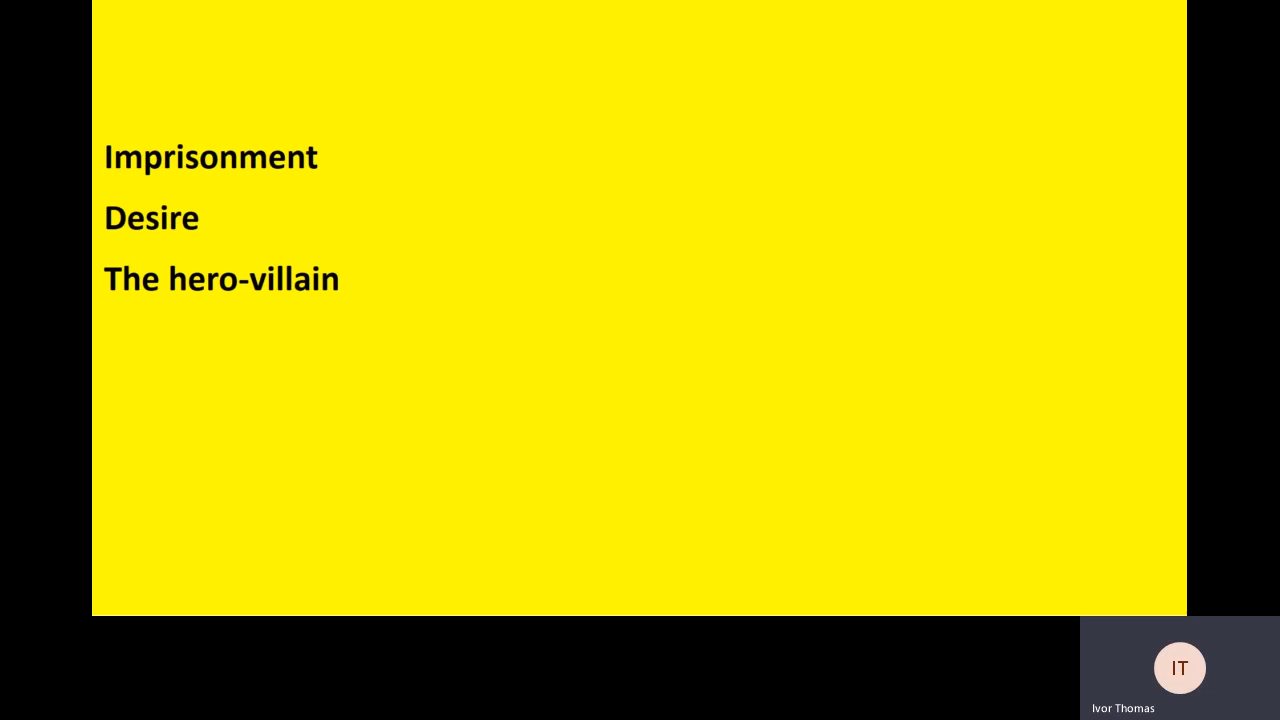 Imprisonment
Desire
The hero-villain
IT
Ivor Thomas